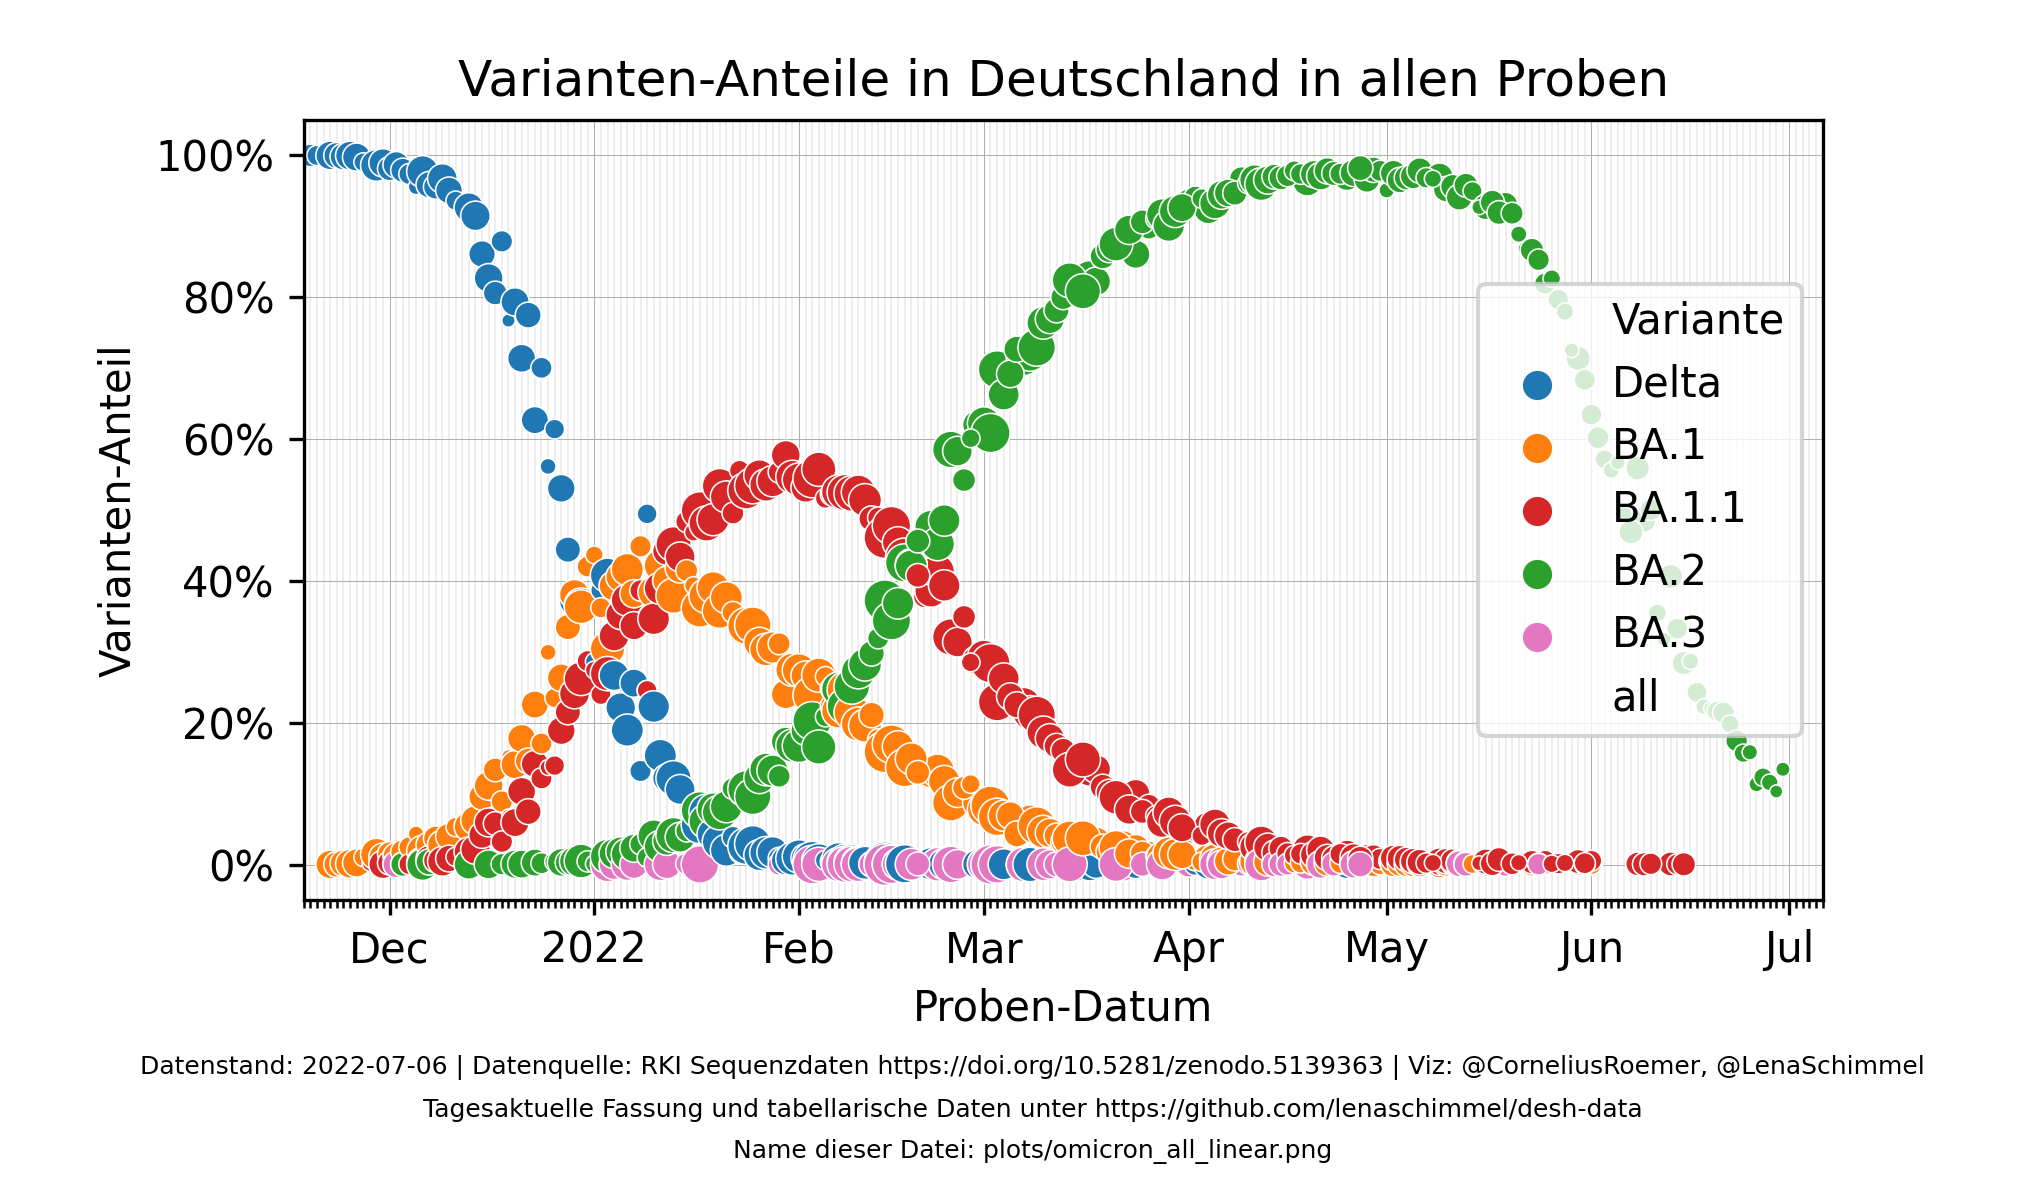 Varianten-Anteile in Deutschland in allen Proben
Varianten-Anteil
100%
80%
60%
40%
20%
0%
Variante
Delta
BA.1
BA.1.1
BA.2
BA.3
all
Dec
2022
Feb
Mar
Apr
May
Jun
Jul
Proben-Datum
Datenstand: 2022-07-06 | Datenquelle: RKI Sequenzdaten https://doi.org/10.5281/zenodo.5139363 | Viz: @CorneliusRoemer, @LenaSchimmel
Tagesaktuelle Fassung und tabellarische Daten unter https://github.com/lenaschimmel/desh-data
Name dieser Datei: plots/omicron_all_linear.png